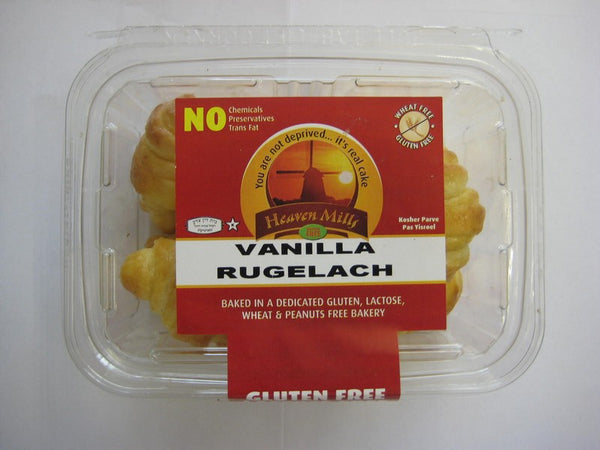 NO
Chemicals
Preservatives
Trans Fat
WHEAT FREE
GLUTEN FREE
You are not deprived... it's real cake
Heaven Mills
Kosher Parve
Pas Yisroel
VANILLA
RUGELACH
BAKED IN A DEDICATED GLUTEN, LACTOSE,
WHEAT & PEANUTS FREE BAKERY
GLUTEN FREE